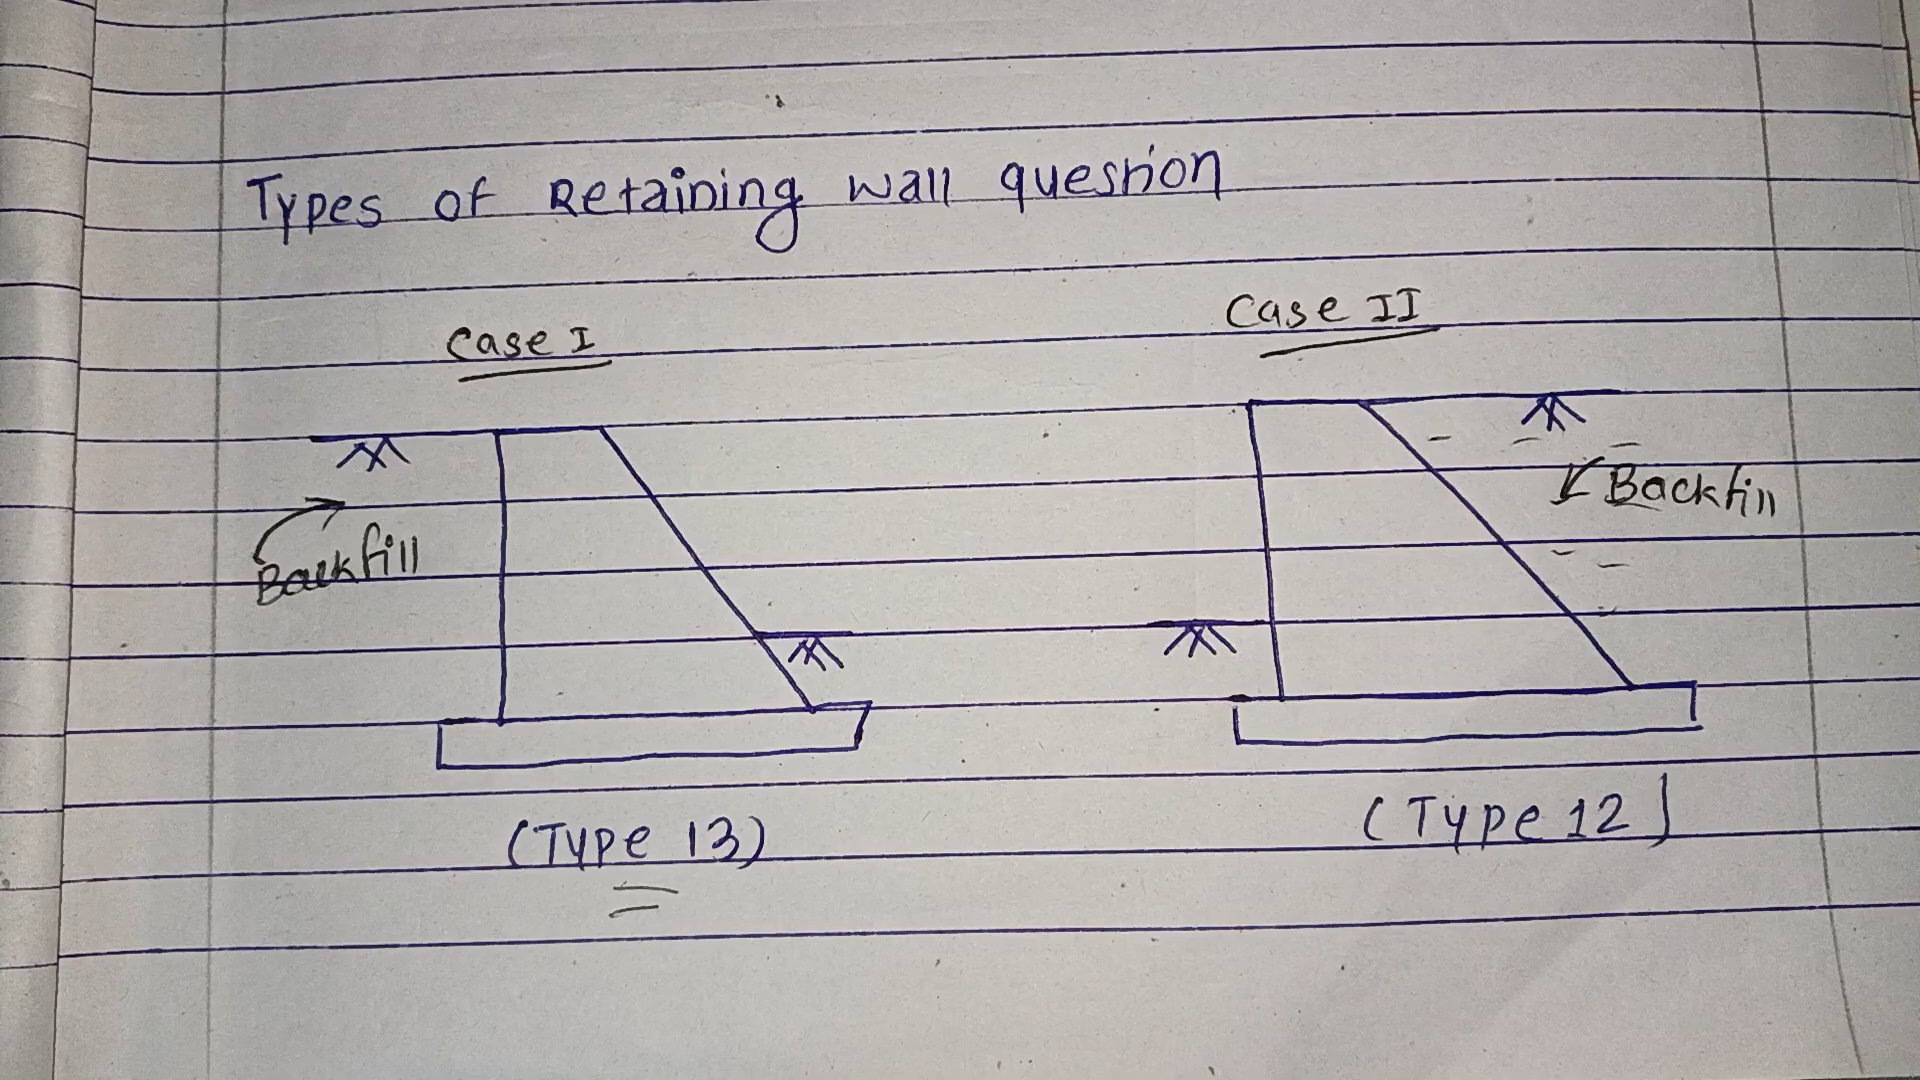 Types of Retaining wall question
Case I
Case II
Backfill
Backfill
(Type 13)
(Type 12)